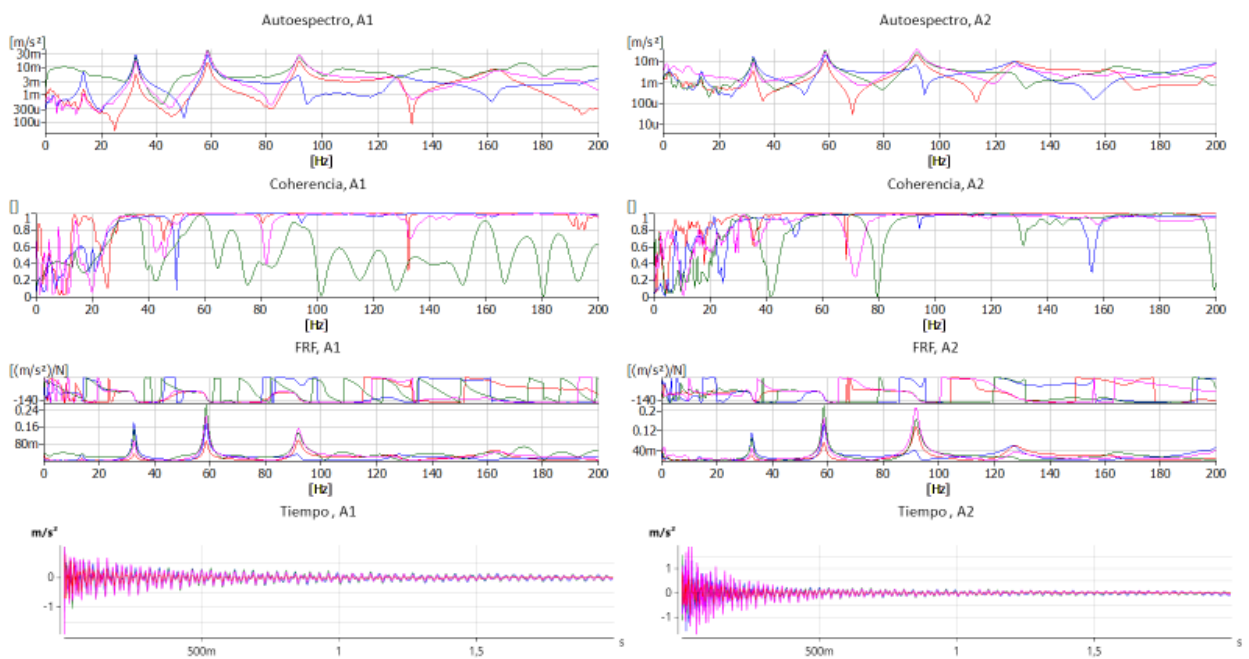 Autoespectro, A1
[m/s²]
30m
10m
3m
1m
300u
100u
0 20 40 60 80 100 120 140 160 180 200
[Hz]
Autoespectro, A2
[m/s²]
10m
1m
100u
10u
0 20 40 60 80 100 120 140 160 180 200
[Hz]
Coherencia, A1
[]
1
0.8
0.6
0.4
0.2
0
0 20 40 60 80 100 120 140 160 180 200
[Hz]
Coherencia, A2
[]
1
0.8
0.6
0.4
0.2
0
0 20 40 60 80 100 120 140 160 180 200
[Hz]
FRF, A1
[(m/s²)/N]
-140
0.24
0.16
80m
0 20 40 60 80 100 120 140 160 180 200
[Hz]
FRF, A2
[(m/s²)/N]
-140
0.2
0.12
40m
0 20 40 60 80 100 120 140 160 180 200
[Hz]
Tiempo , A1
m/s²
0
-1
500m 1 1,5 s
Tiempo , A2
m/s²
1
0
-1
500m 1 1,5 s